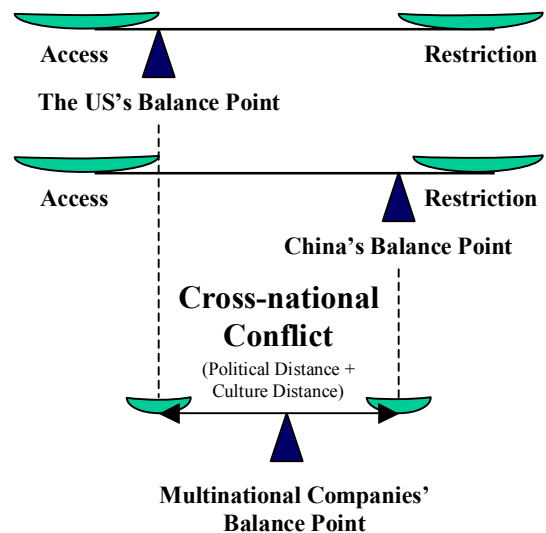 Access
Restriction
The US's Balance Point
Access
Restriction
China's Balance Point
Cross-national
Conflict
(Political Distance +
Culture Distance)
Multinational Companies'
Balance Point